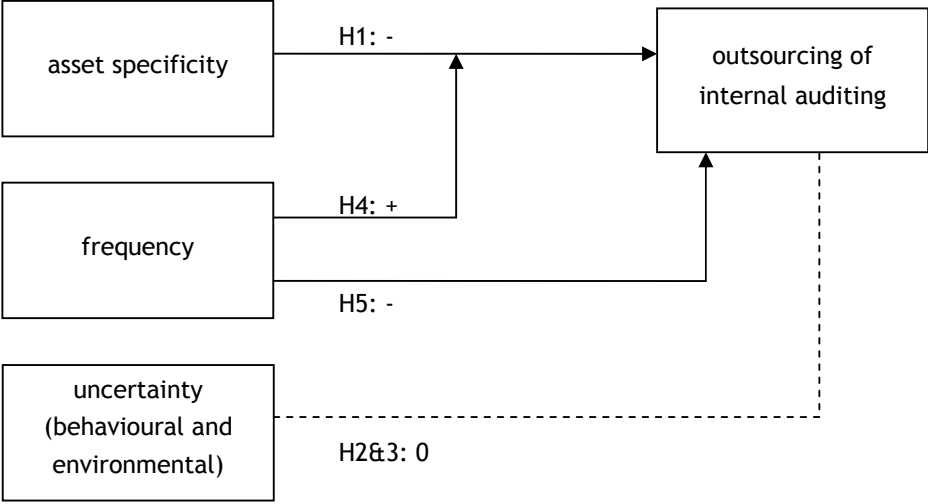 asset specificity
H1: -
outsourcing of
internal auditing
frequency
H4: +
H5: -
uncertainty
(behavioural and
environmental)
H2&3: 0